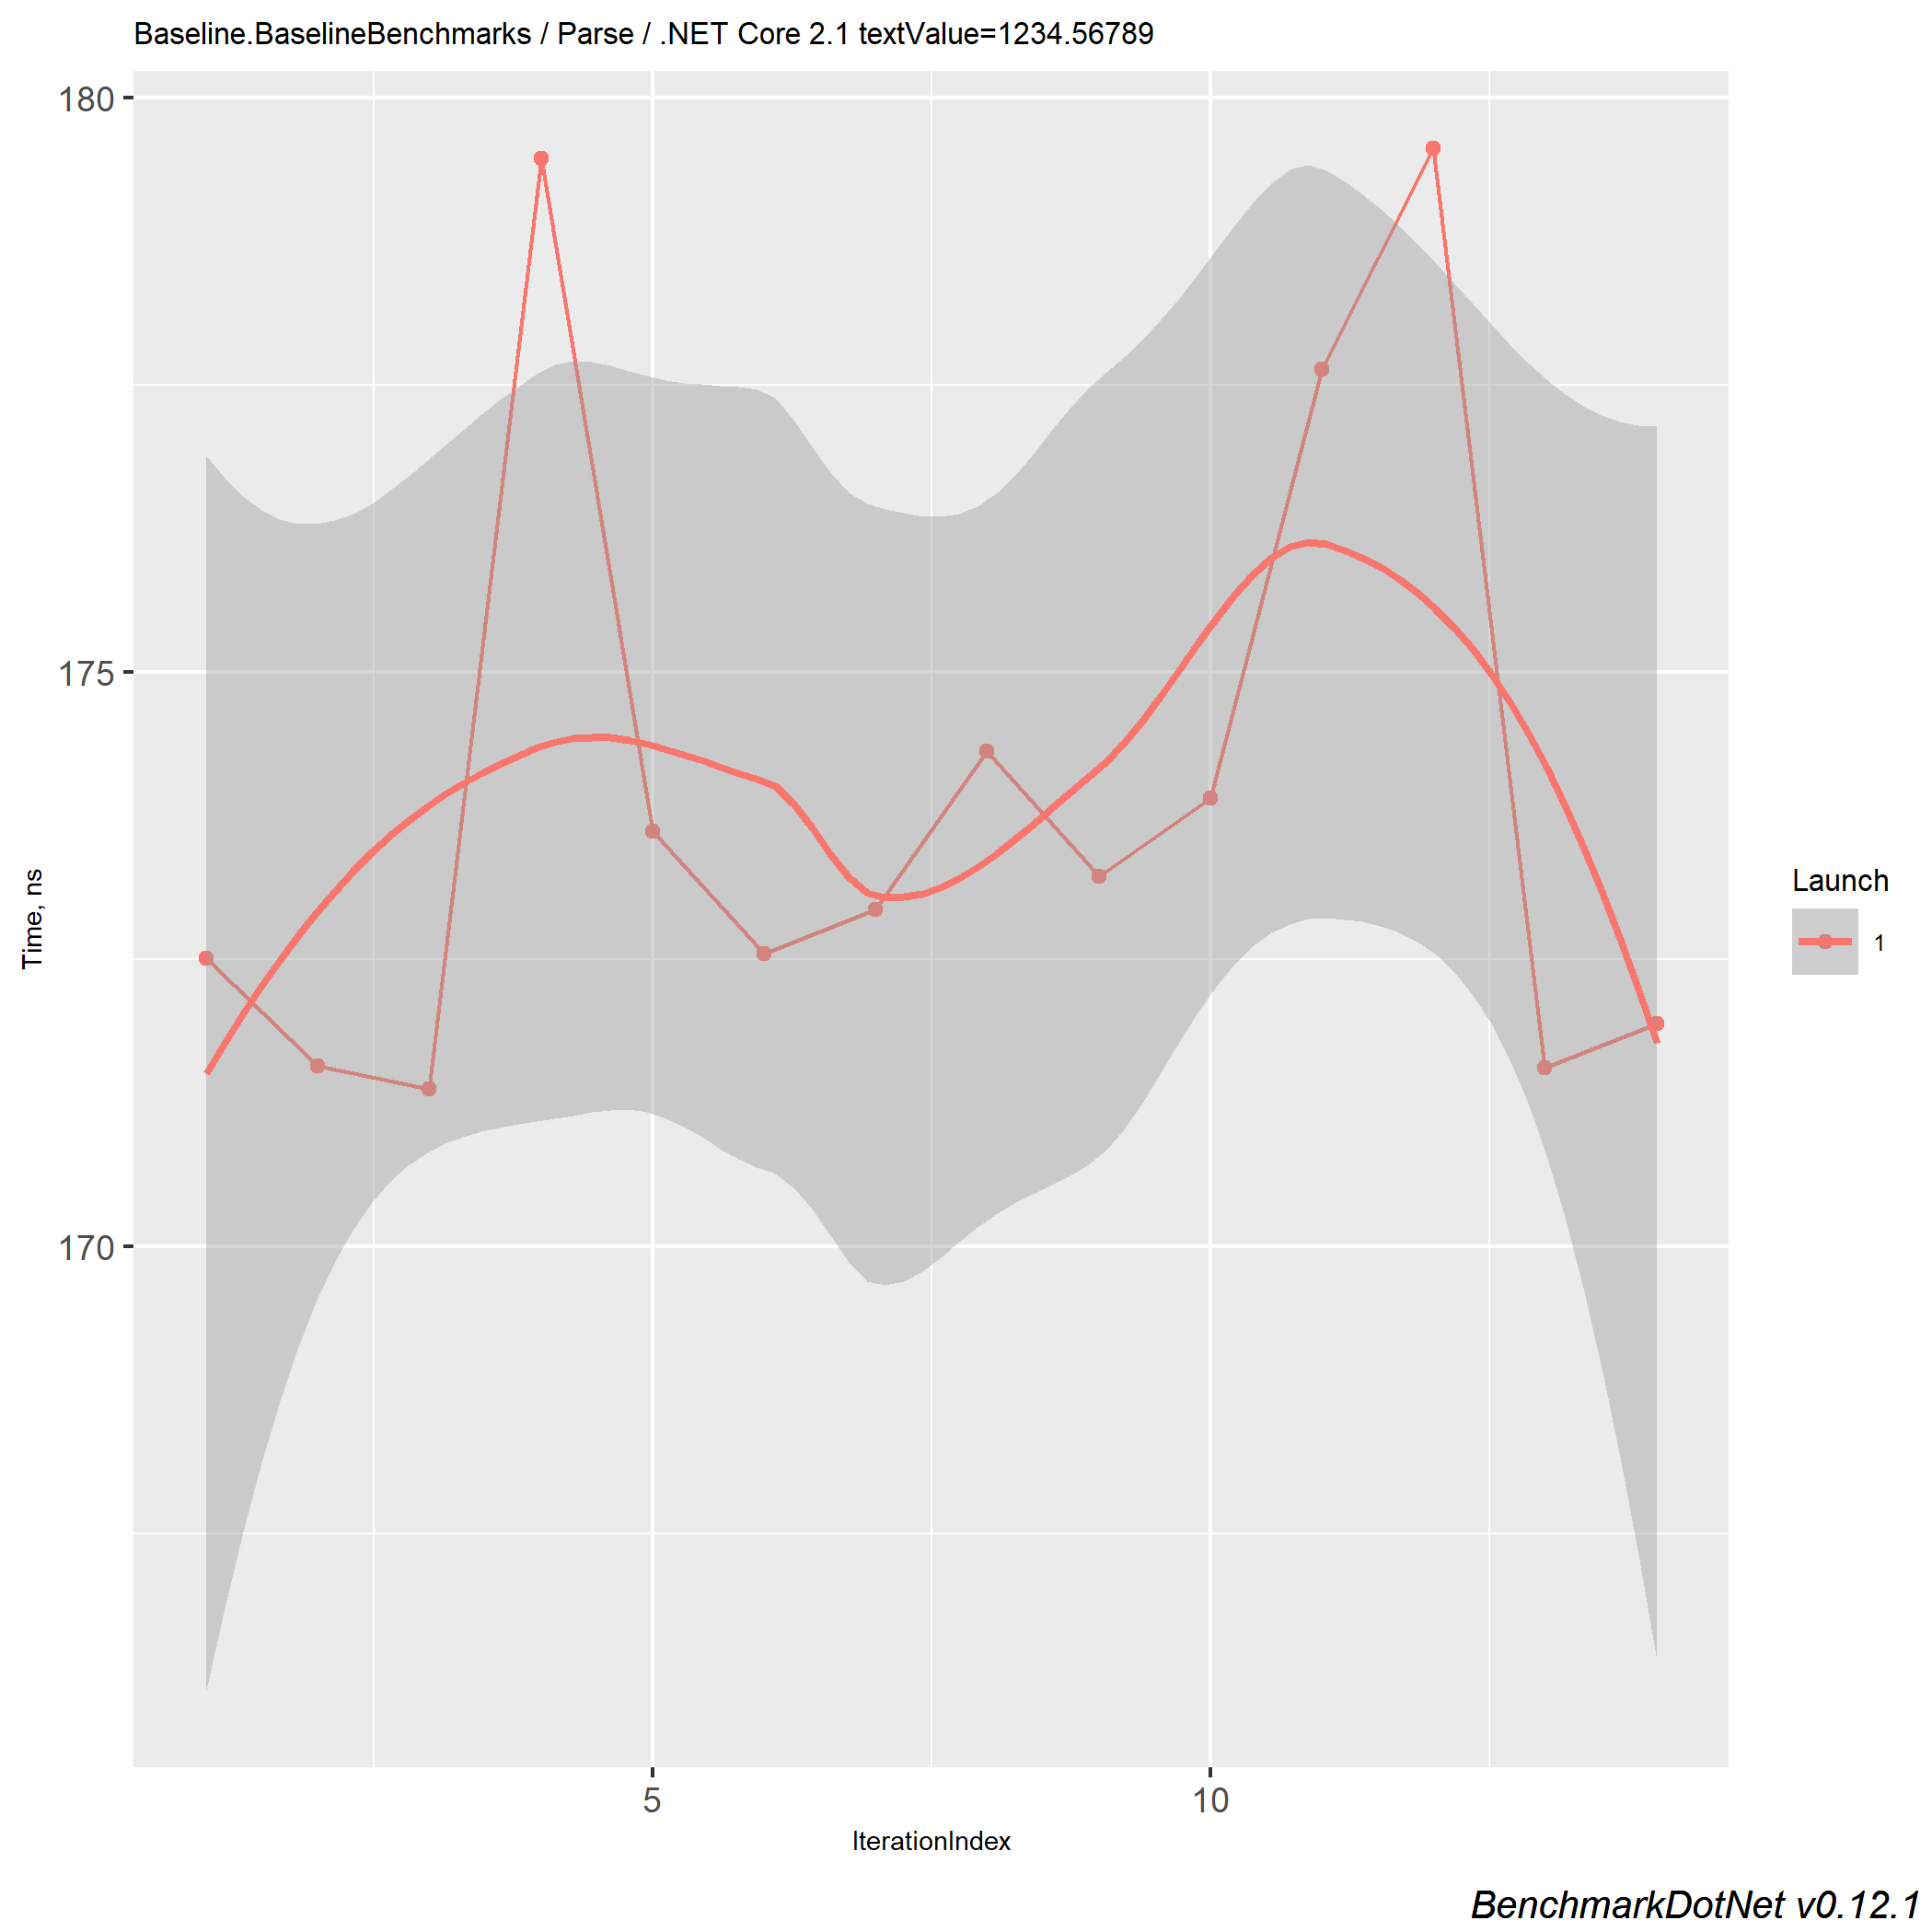 Baseline.BaselineBenchmarks / Parse / .NET Core 2.1 textValue=1234.56789
180
175
170
Time, ns
5
10
IterationIndex
Launch
1
BenchmarkDotNet v0.12.1